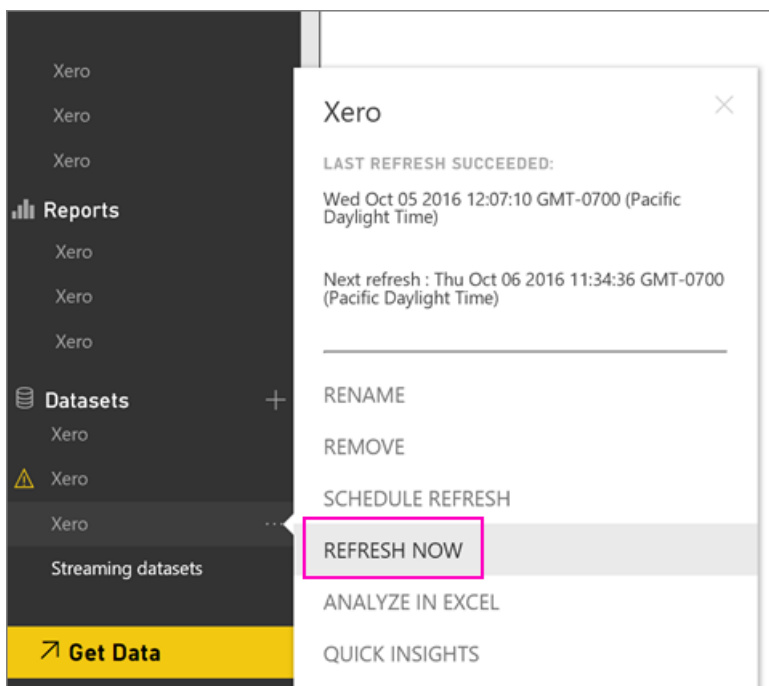 Xero
Xero
Xero
Reports
Xero
Xero
Xero
Datasets
Xero
Xero
Xero
Streaming datasets
Get Data
Xero
LAST REFRESH SUCCEEDED:
Wed Oct 05 2016 12:07:10 GMT-0700 (Pacific
Daylight Time)
Next refresh : Thu Oct 06 2016 11:34:36 GMT-0700
(Pacific Daylight Time)
RENAME
REMOVE
SCHEDULE REFRESH
REFRESH NOW
ANALYZE IN EXCEL
QUICK INSIGHTS